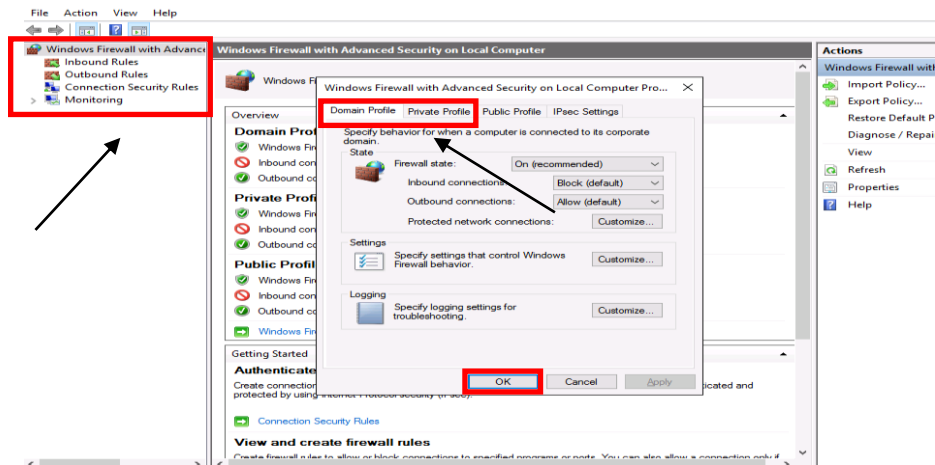 File Action View Help
Windows Firewall with Advance
Inbound Rules
Outbound Rules
Connection Security Rules
Monitoring
Windows Firewall with Advanced Security on Local Computer
Windows Fi
Overview
Domain Prof
Windows Fir
Inbound con
Outbound co
Private Profi
Windows Fir
Inbound con
Outbound co
Public Profil
Windows Fir
Inbound con
Outbound co
Windows Fir
Getting Started
Authenticate
Create connection
icated and
protected by using Internet Protocol security (IPsec).
Connection Security Rules
View and create firewall rules
Create firewall rules to allow or block connections to specified programs or ports. You can also allow a connection only if
Windows Firewall with Advanced Security on Local Computer Pro...
Domain Profile Private Profile Public Profile IPsec Settings
Specify behavior for when a computer is connected to its corporate
domain.
State
Firewall state: On (recommended)
Inbound connections: Block (default)
Outbound connections: Allow (default)
Protected network connections: Customize...
Settings
Specify settings that control Windows
Firewall behavior.
Customize...
Logging
Specify logging settings for
troubleshooting.
Customize...
OK Cancel Apply
Actions
Windows Firewall with
Import Policy...
Export Policy...
Restore Default P
Diagnose / Repai
View
Refresh
Properties
Help